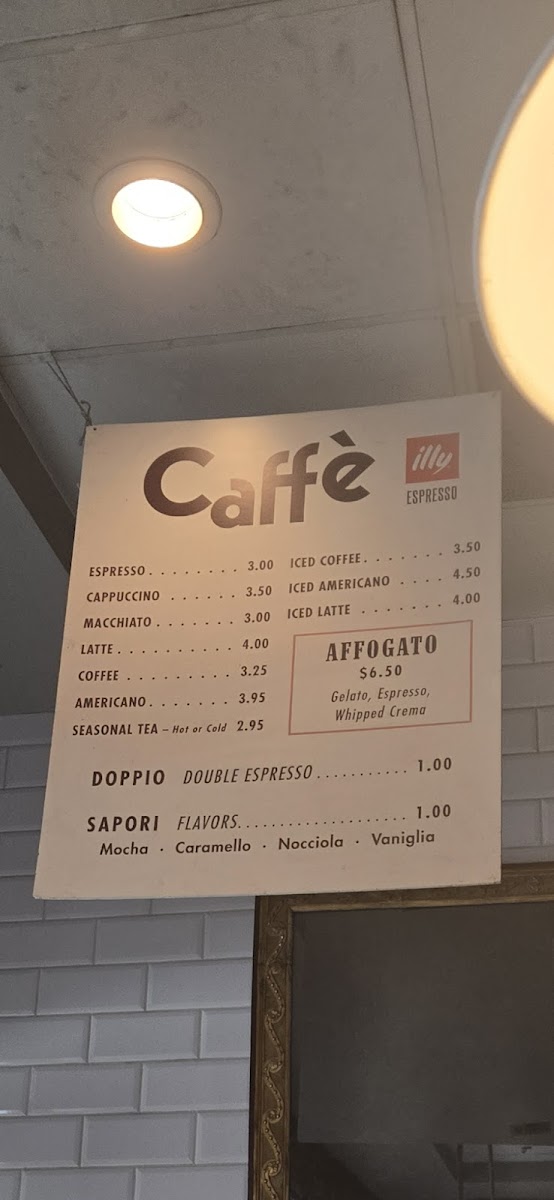 Caffè
illy
ESPRESSO
ESPRESSO . . . . . . . . 3.00
CAPPUCCINO . . . . . . 3.50
MACCHIATO . . . . . . . 3.00
LATTE . . . . . . . . . . 4.00
COFFEE . . . . . . . . . 3.25
AMERICANO . . . . . . . 3.95
SEASONAL TEA – Hot or Cold 2.95
ICED COFFEE . . . . . . . 3.50
ICED AMERICANO . . . . 4.50
ICED LATTE . . . . . . . 4.00
AFFOGATO
$6.50
Gelato, Espresso,
Whipped Crema
DOPPIO DOUBLE ESPRESSO . . . . . . . . . . . 1.00
SAPORI FLAVORS. . . . . . . . . . . . . . . . . . . . 1.00
Mocha · Caramello · Nocciola · Vaniglia